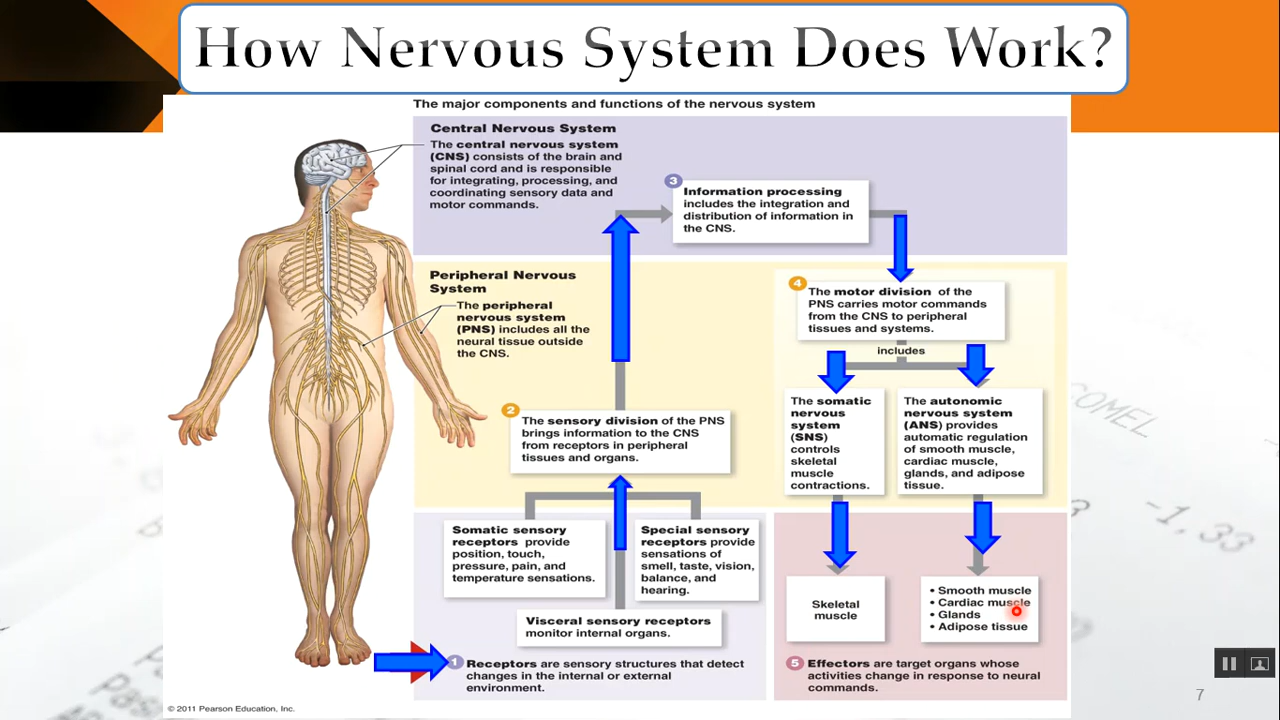 How Nervous System Does Work?
The major components and functions of the nervous system
Central Nervous System
The central nervous system
(CNS) consists of the brain and
spinal cord and is responsible
for integrating, processing, and
coordinating sensory data and
motor commands.
3
Information processing
includes the integration and
distribution of information in
the CNS.
Peripheral Nervous
System
The peripheral
nervous system
(PNS) includes all the
neural tissue outside
the CNS.
4
The motor division of the
PNS carries motor commands
from the CNS to peripheral
tissues and systems.
includes
2
The sensory division of the PNS
brings information to the CNS
from receptors in peripheral
tissues and organs.
The somatic
nervous
system
(SNS)
controls
skeletal
muscle
contractions.
The autonomic
nervous system
(ANS) provides
automatic regulation
of smooth muscle,
cardiac muscle,
glands, and adipose
tissue.
Somatic sensory
receptors provide
position, touch,
pressure, pain, and
temperature sensations.
Special sensory
receptors provide
sensations of
smell, taste, vision,
balance, and
hearing.
Visceral sensory receptors
monitor internal organs.
Skeletal
muscle
• Smooth muscle
• Cardiac muscle
• Glands
• Adipose tissue
1
Receptors are sensory structures that detect
changes in the internal or external
environment.
5
Effectors are target organs whose
activities change in response to neural
commands.
COMEL
-1,33
© 2011 Pearson Education, Inc.
7